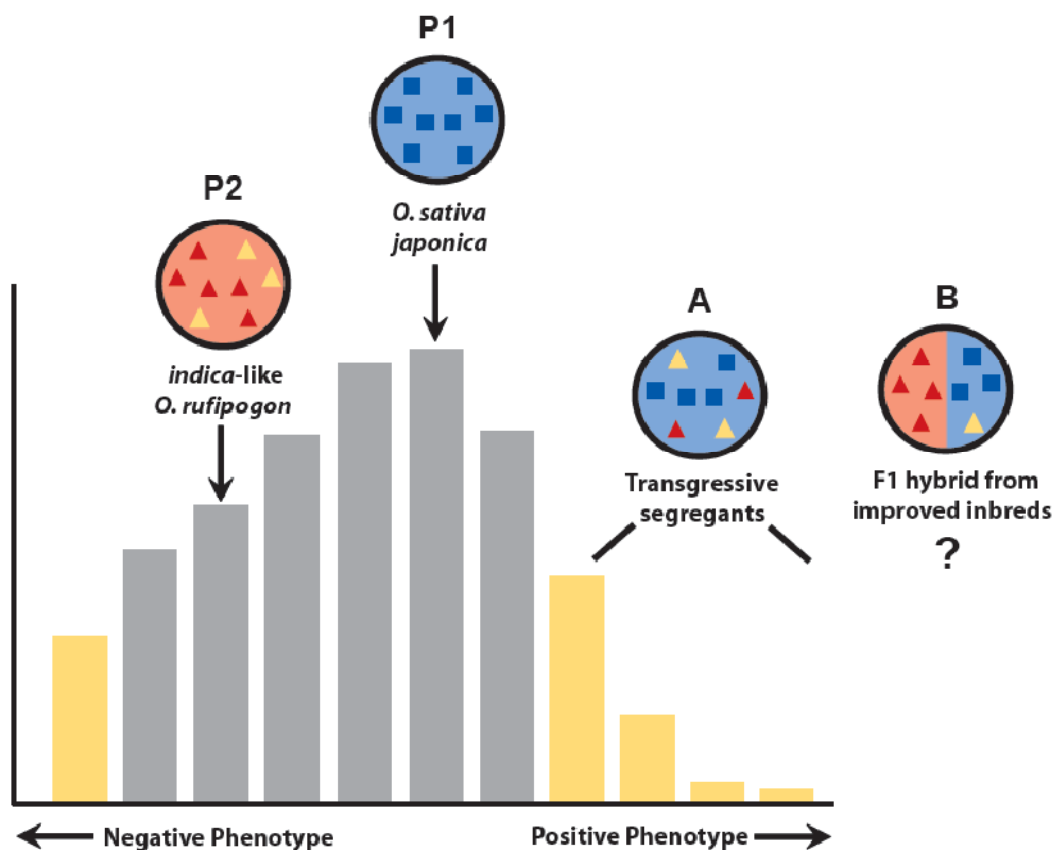 P1
O. sativa
japonica
P2
indica-like
O. rufipogon
A
Transgressive
segregants
B
F1 hybrid from
improved inbreds
?
Negative Phenotype
Positive Phenotype